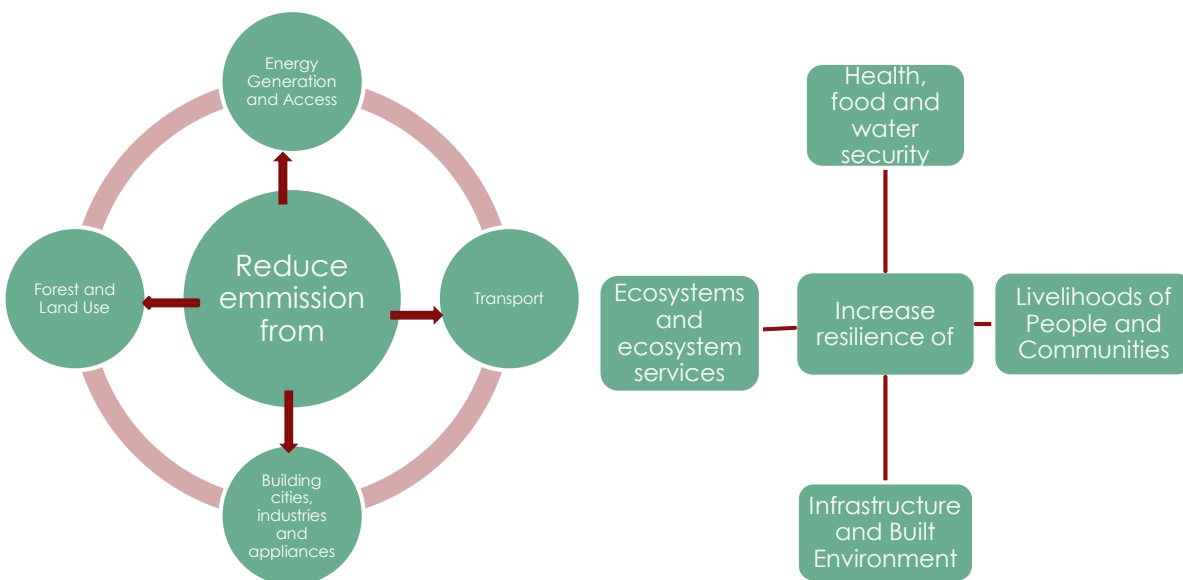 Energy
Generation
and Access
Reduce
emmission
from
Forest and
Land Use
Transport
Building
cities,
industries
and
appliances
Health,
food and
water
security
Ecosystems
and
ecosystem
services
Increase
resilience of
Livelihoods of
People and
Communities
Infrastructure
and Built
Environment